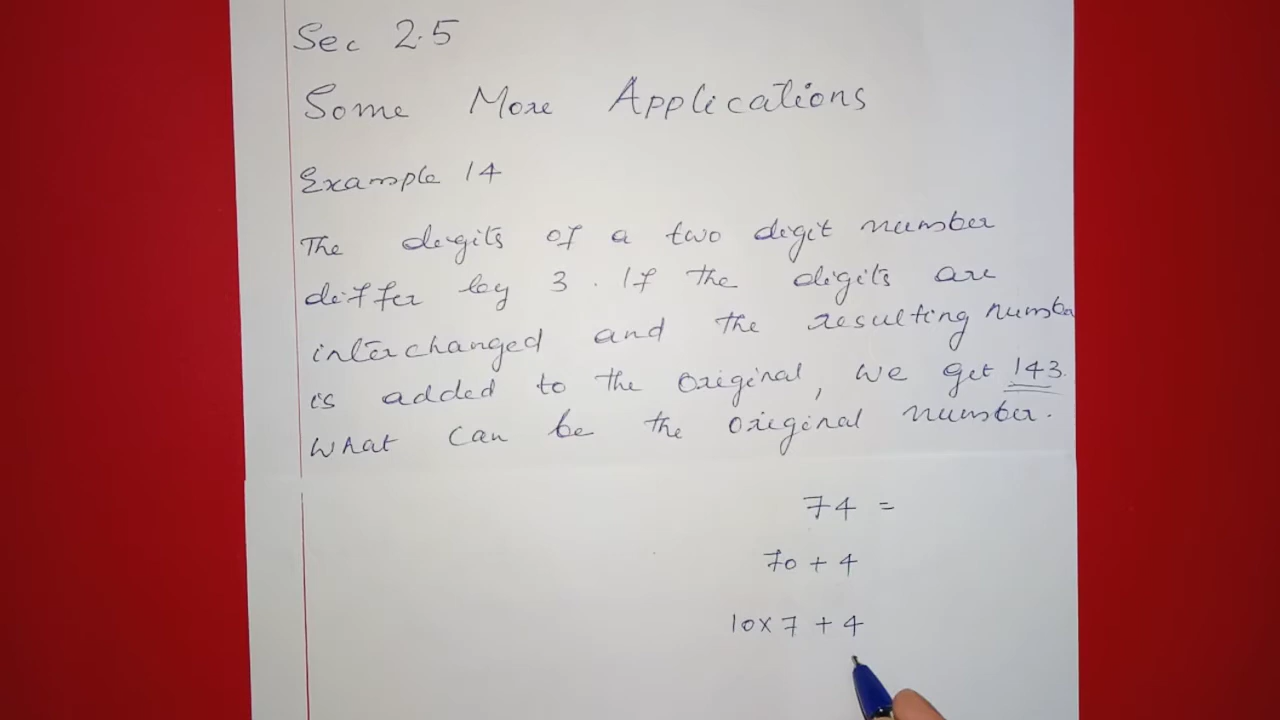 Sec 2.5
Some More Applications
Example 14
The digits of a two digit number
differ by 3. If the digits are
interchanged and the resulting number
is added to the original, we get 143.
What can be the original number.
74 =
70 + 4
10x 7 + 4